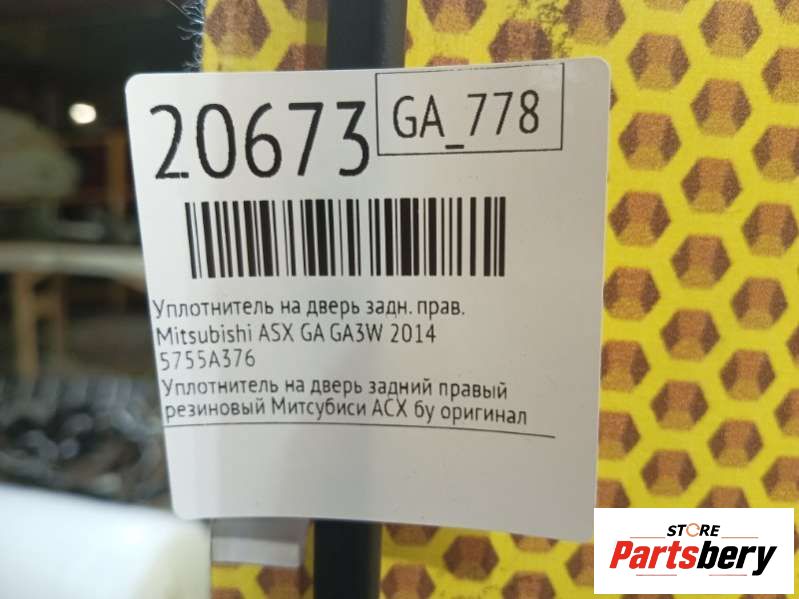 20673
GA_778
Уплотнитель на дверь задн. прав.
Mitsubishi ASX GA GA3W 2014
5755A376
Уплотнитель на дверь задний правый
резиновый Митсубиси АСХ бу оригинал
STORE
Partsbery